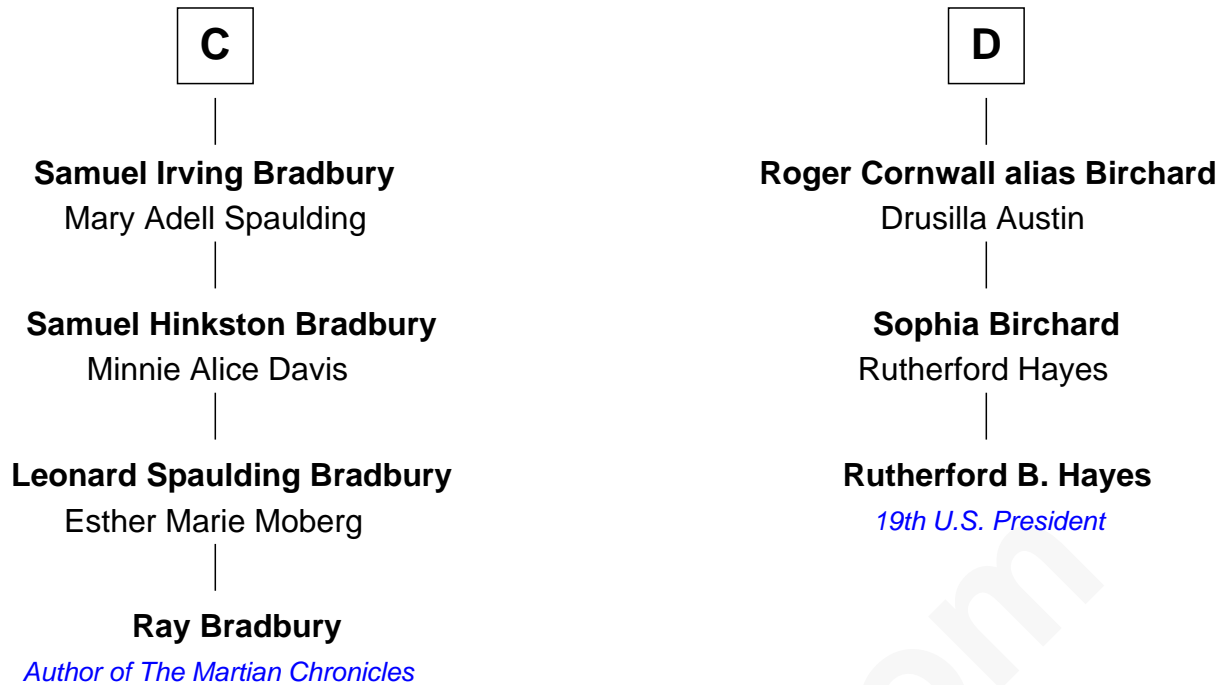 C
Samuel Irving Bradbury
Mary Adell Spaulding
Samuel Hinkston Bradbury
Minnie Alice Davis
Leonard Spaulding Bradbury
Esther Marie Moberg
Ray Bradbury
Author of The Martian Chronicles
D
Roger Cornwall alias Birchard
Drusilla Austin
Sophia Birchard
Rutherford Hayes
Rutherford B. Hayes
19th U.S. President
om